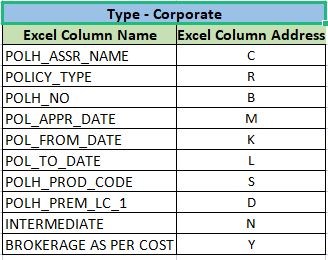 Type - Corporate
Excel Column Name Excel Column Address
POLH_ASSR_NAME C
POLICY_TYPE R
POLH_NO B
POL_APPR_DATE M
POL_FROM_DATE K
POL_TO_DATE L
POLH_PROD_CODE S
POLH_PREM_LC_1 D
INTERMEDIATE N
BROKERAGE AS PER COST Y